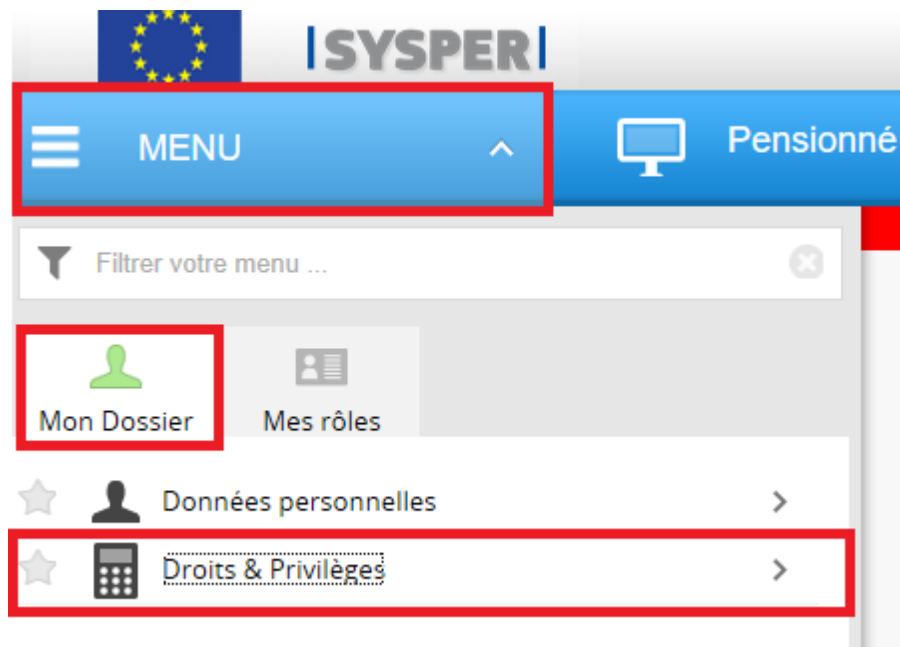 |SYSPER|
MENU
Pensionné
Filtrer votre menu ...
Mon Dossier
Mes rôles
Données personnelles
Droits & Privilèges